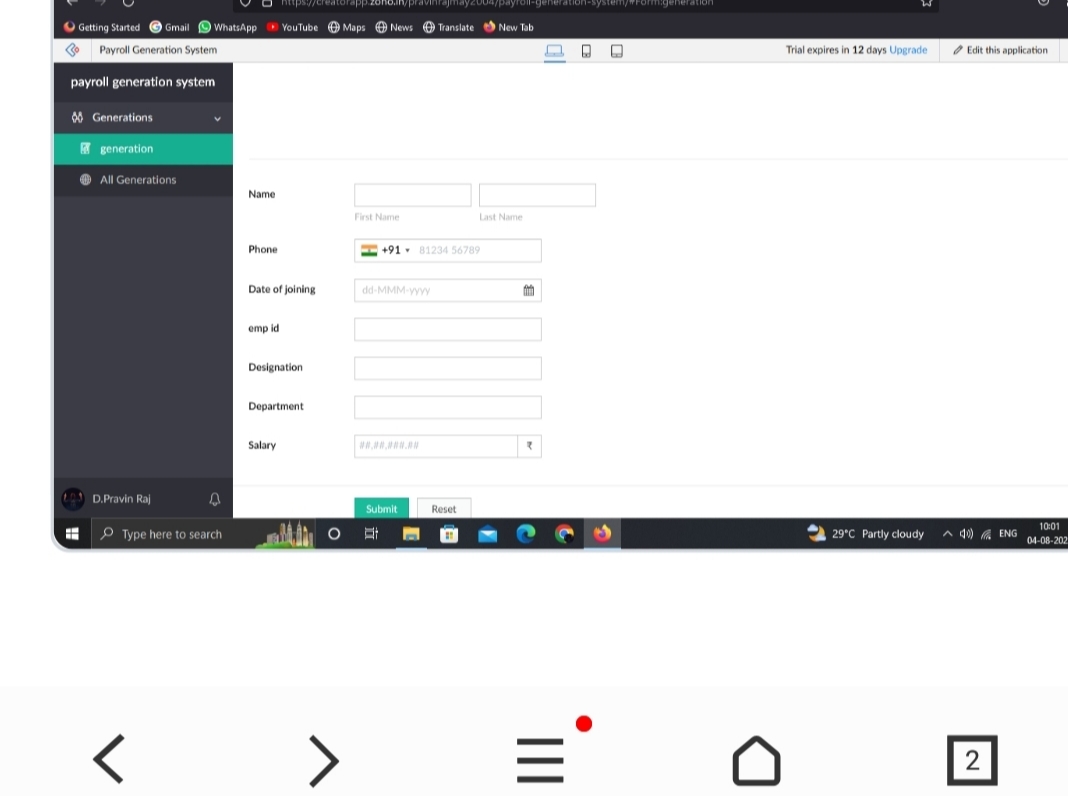 https://creatorapp.zoho.in/pravinrajmay2004/payroll-generation-system/#Form:generation
Getting Started Gmail WhatsApp YouTube Maps News Translate New Tab
Payroll Generation System Trial expires in 12 days Upgrade Edit this application
payroll generation system
Generations
generation
All Generations
Name
First Name Last Name
Phone +91 81234 56789
Date of joining dd-MMM-yyyy
emp id
Designation
Department
Salary ##,##,###.## ₹
D.Pravin Raj
Submit Reset
Type here to search 29°C Partly cloudy ENG 10:01
04-08-202
2